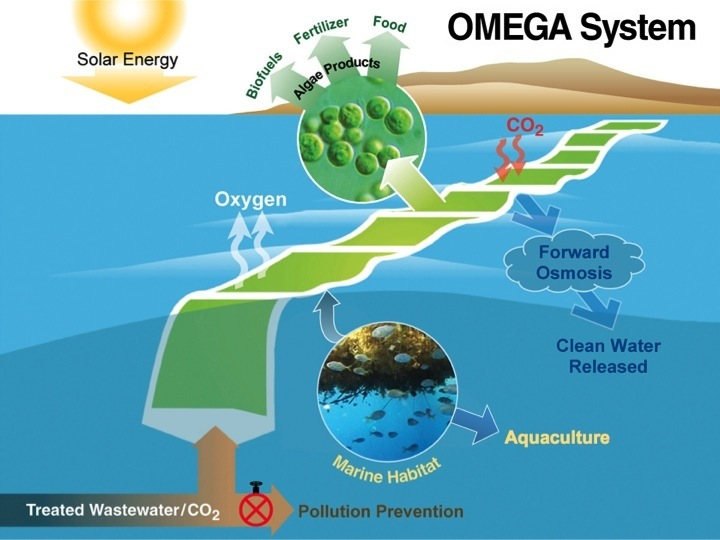 OMEGA System
Solar Energy
Biofuels
Fertilizer
Food
Algae Products
CO₂
Oxygen
Forward
Osmosis
Clean Water
Released
Aquaculture
Marine Habitat
Treated Wastewater/CO₂
Pollution Prevention